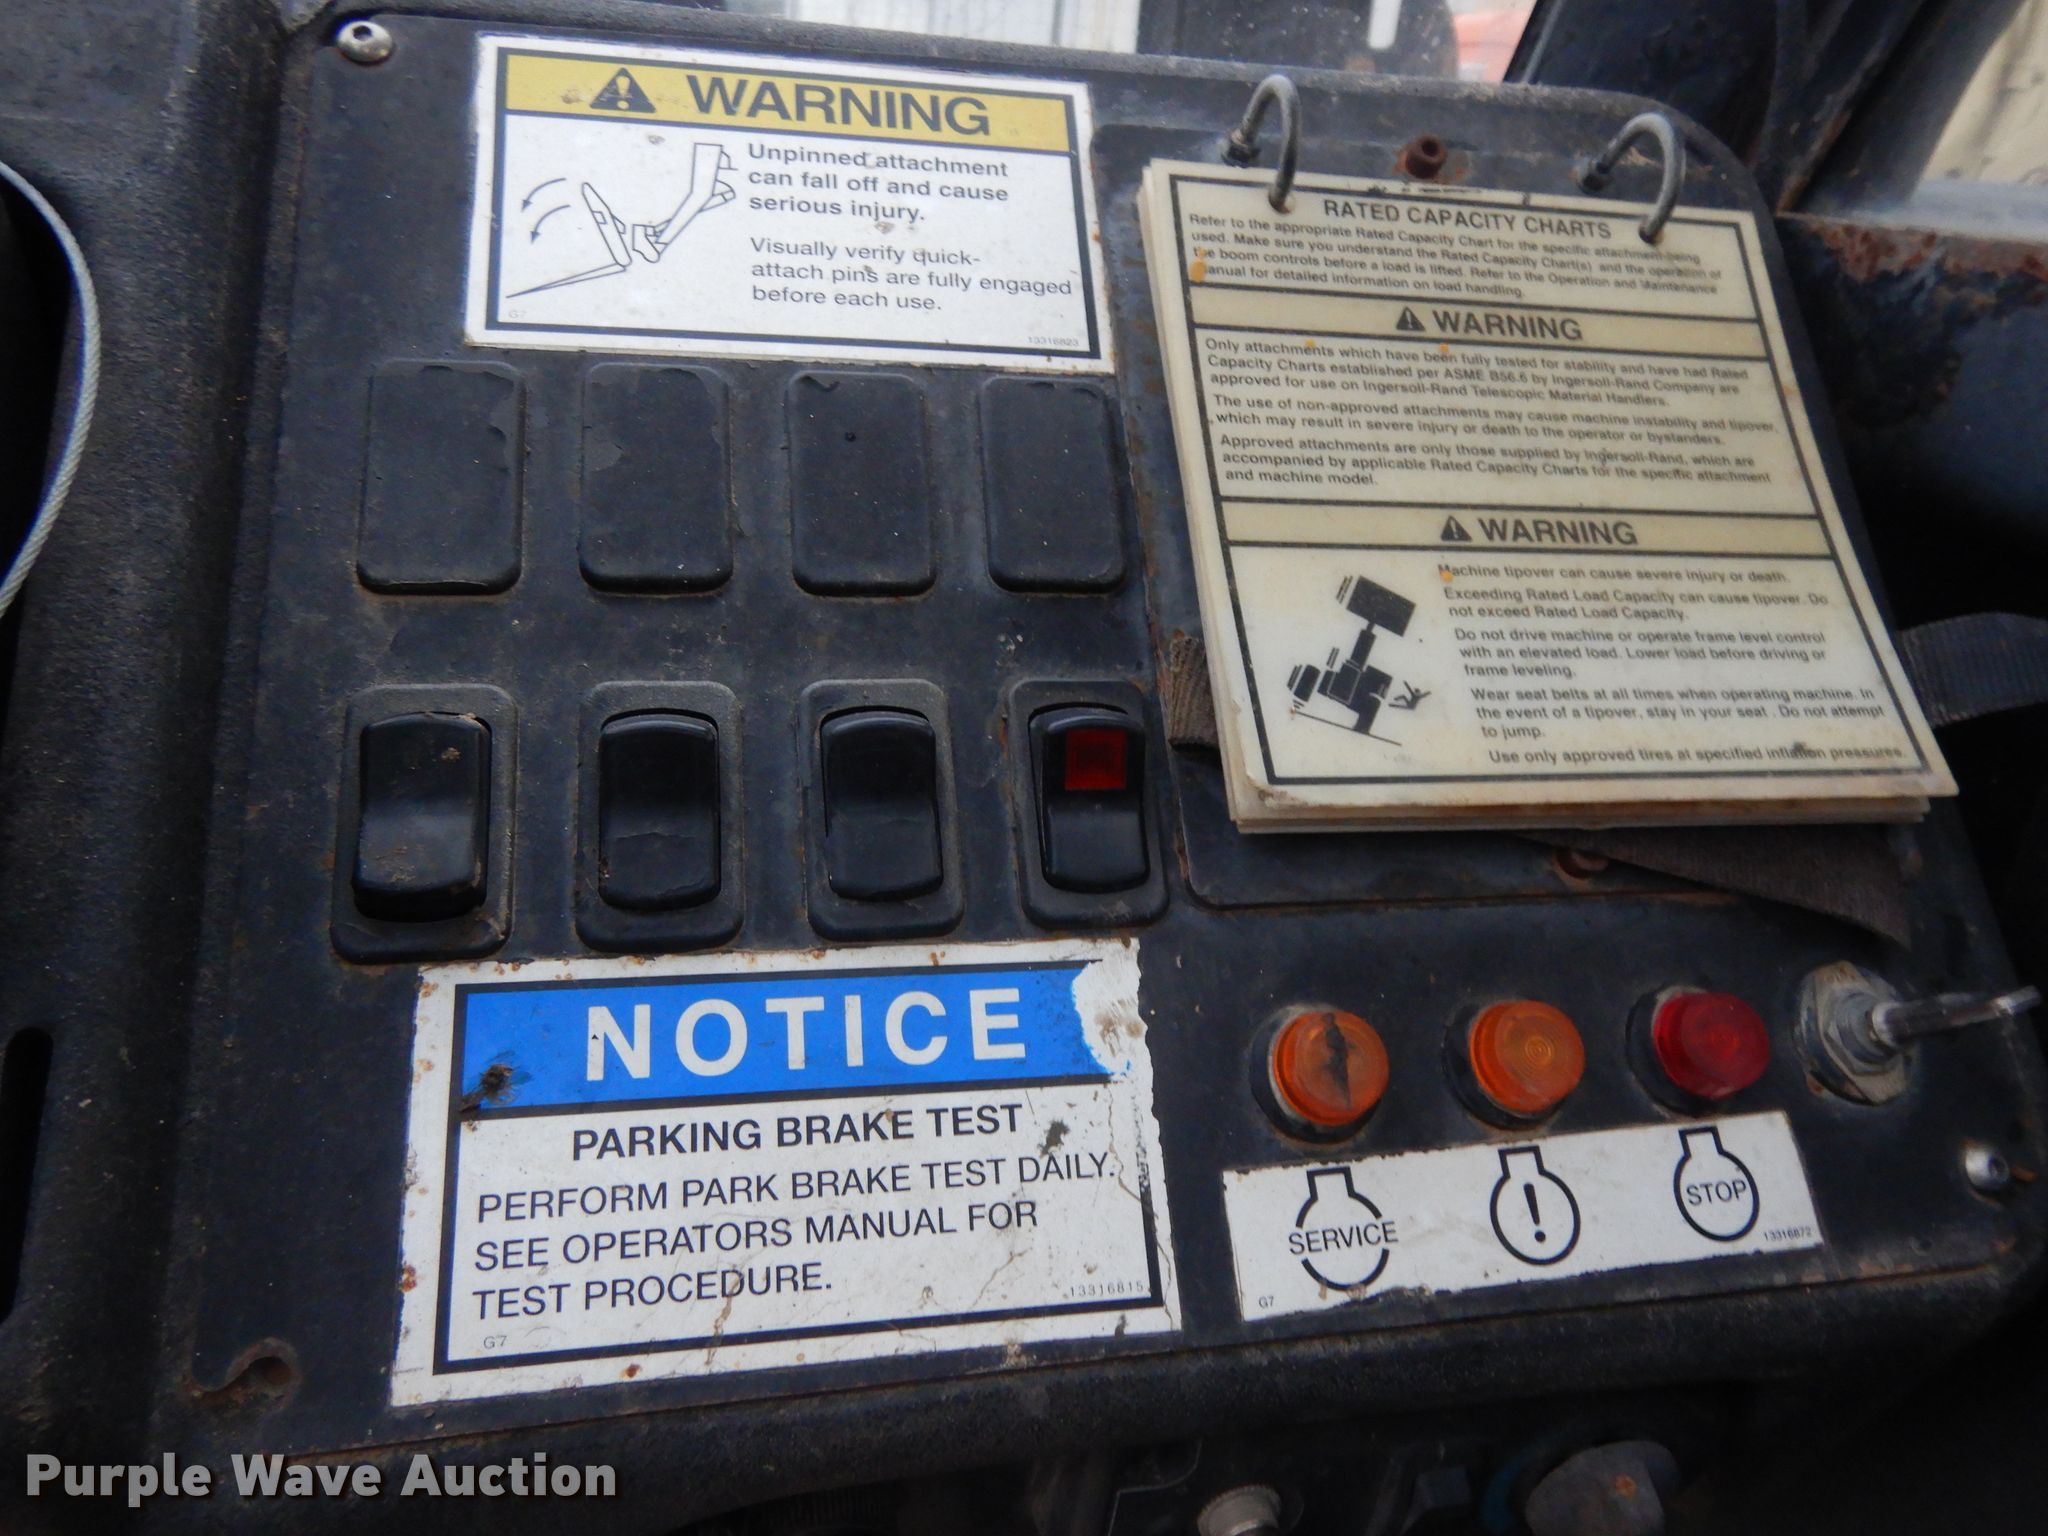 WARNING
Unpinned attachment
can fall off and cause
serious injury.
Visually verify quick-
attach pins are fully engaged
before each use.
G7
13316823
RATED CAPACITY CHARTS
Refer to the appropriate Rated Capacity Chart for the specific attachment being
used. Make sure you understand the Rated Capacity Chart(s) and the operation of
the boom controls before a load is lifted. Refer to the Operation and Maintenance
manual for detailed information on load handling.
WARNING
Only attachments which have been fully tested for stability and have had Rated
Capacity Charts established per ASME B56.6 by Ingersoll-Rand Company are
approved for use on Ingersoll-Rand Telescopic Material Handlers.
The use of non-approved attachments may cause machine instability and tipover,
which may result in severe injury or death to the operator or bystanders.
Approved attachments are only those supplied by Ingersoll-Rand, which are
accompanied by applicable Rated Capacity Charts for the specific attachment
and machine model.
WARNING
Machine tipover can cause severe injury or death.
Exceeding Rated Load Capacity can cause tipover. Do
not exceed Rated Load Capacity.
Do not drive machine or operate frame level control
with an elevated load. Lower load before driving or
frame leveling.
Wear seat belts at all times when operating machine. In
the event of a tipover, stay in your seat. Do not attempt
to jump.
Use only approved tires at specified inflation pressures.
NOTICE
PARKING BRAKE TEST
PERFORM PARK BRAKE TEST DAILY.
SEE OPERATORS MANUAL FOR
TEST PROCEDURE.
G7
13316815
SERVICE
!
STOP
G7
13316872
Purple Wave Auction